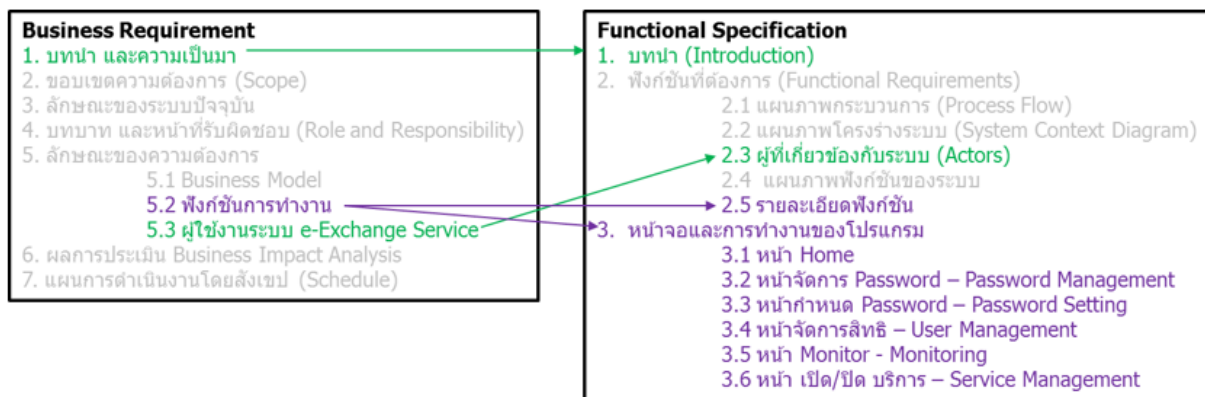 Business Requirement
1. บทนำ และความเป็นมา
2. ขอบเขตความต้องการ (Scope)
3. ลักษณะของระบบปัจจุบัน
4. บทบาท และหน้าที่รับผิดชอบ (Role and Responsibility)
5. ลักษณะของความต้องการ
5.1 Business Model
5.2 ฟังก์ชันการทำงาน
5.3 ผู้ใช้งานระบบ e-Exchange Service
6. ผลการประเมิน Business Impact Analysis
7. แผนการดำเนินงานโดยสังเขป (Schedule)
Functional Specification
1. บทนำ (Introduction)
2. ฟังก์ชันที่ต้องการ (Functional Requirements)
2.1 แผนภาพกระบวนการ (Process Flow)
2.2 แผนภาพโครงร่างระบบ (System Context Diagram)
2.3 ผู้ที่เกี่ยวข้องกับระบบ (Actors)
2.4 แผนภาพฟังก์ชันของระบบ
2.5 รายละเอียดฟังก์ชัน
3. หน้าจอและการทำงานของโปรแกรม
3.1 หน้า Home
3.2 หน้าจัดการ Password – Password Management
3.3 หน้ากำหนด Password – Password Setting
3.4 หน้าจัดการสิทธิ – User Management
3.5 หน้า Monitor - Monitoring
3.6 หน้า เปิด/ปิด บริการ – Service Management